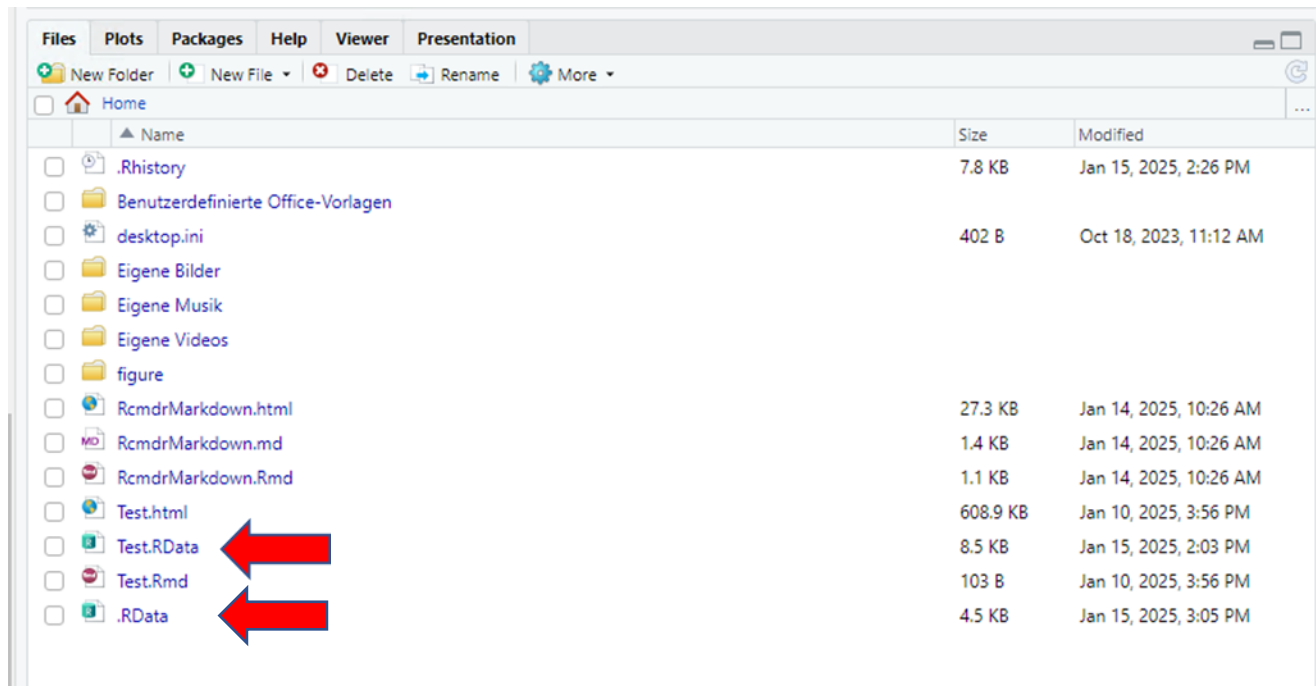 Files Plots Packages Help Viewer Presentation
New Folder New File Delete Rename More
Home ...
Name Size Modified
.Rhistory 7.8 KB Jan 15, 2025, 2:26 PM
Benutzerdefinierte Office-Vorlagen
desktop.ini 402 B Oct 18, 2023, 11:12 AM
Eigene Bilder
Eigene Musik
Eigene Videos
figure
RcmdrMarkdown.html 27.3 KB Jan 14, 2025, 10:26 AM
MD RcmdrMarkdown.md 1.4 KB Jan 14, 2025, 10:26 AM
RcmdrMarkdown.Rmd 1.1 KB Jan 14, 2025, 10:26 AM
Test.html 608.9 KB Jan 10, 2025, 3:56 PM
Test.RData 8.5 KB Jan 15, 2025, 2:03 PM
Test.Rmd 103 B Jan 10, 2025, 3:56 PM
.RData 4.5 KB Jan 15, 2025, 3:05 PM